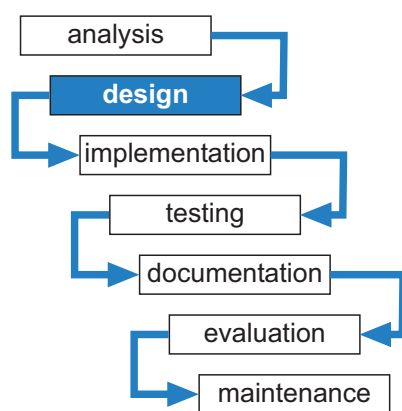 analysis
design
implementation
testing
documentation
evaluation
maintenance